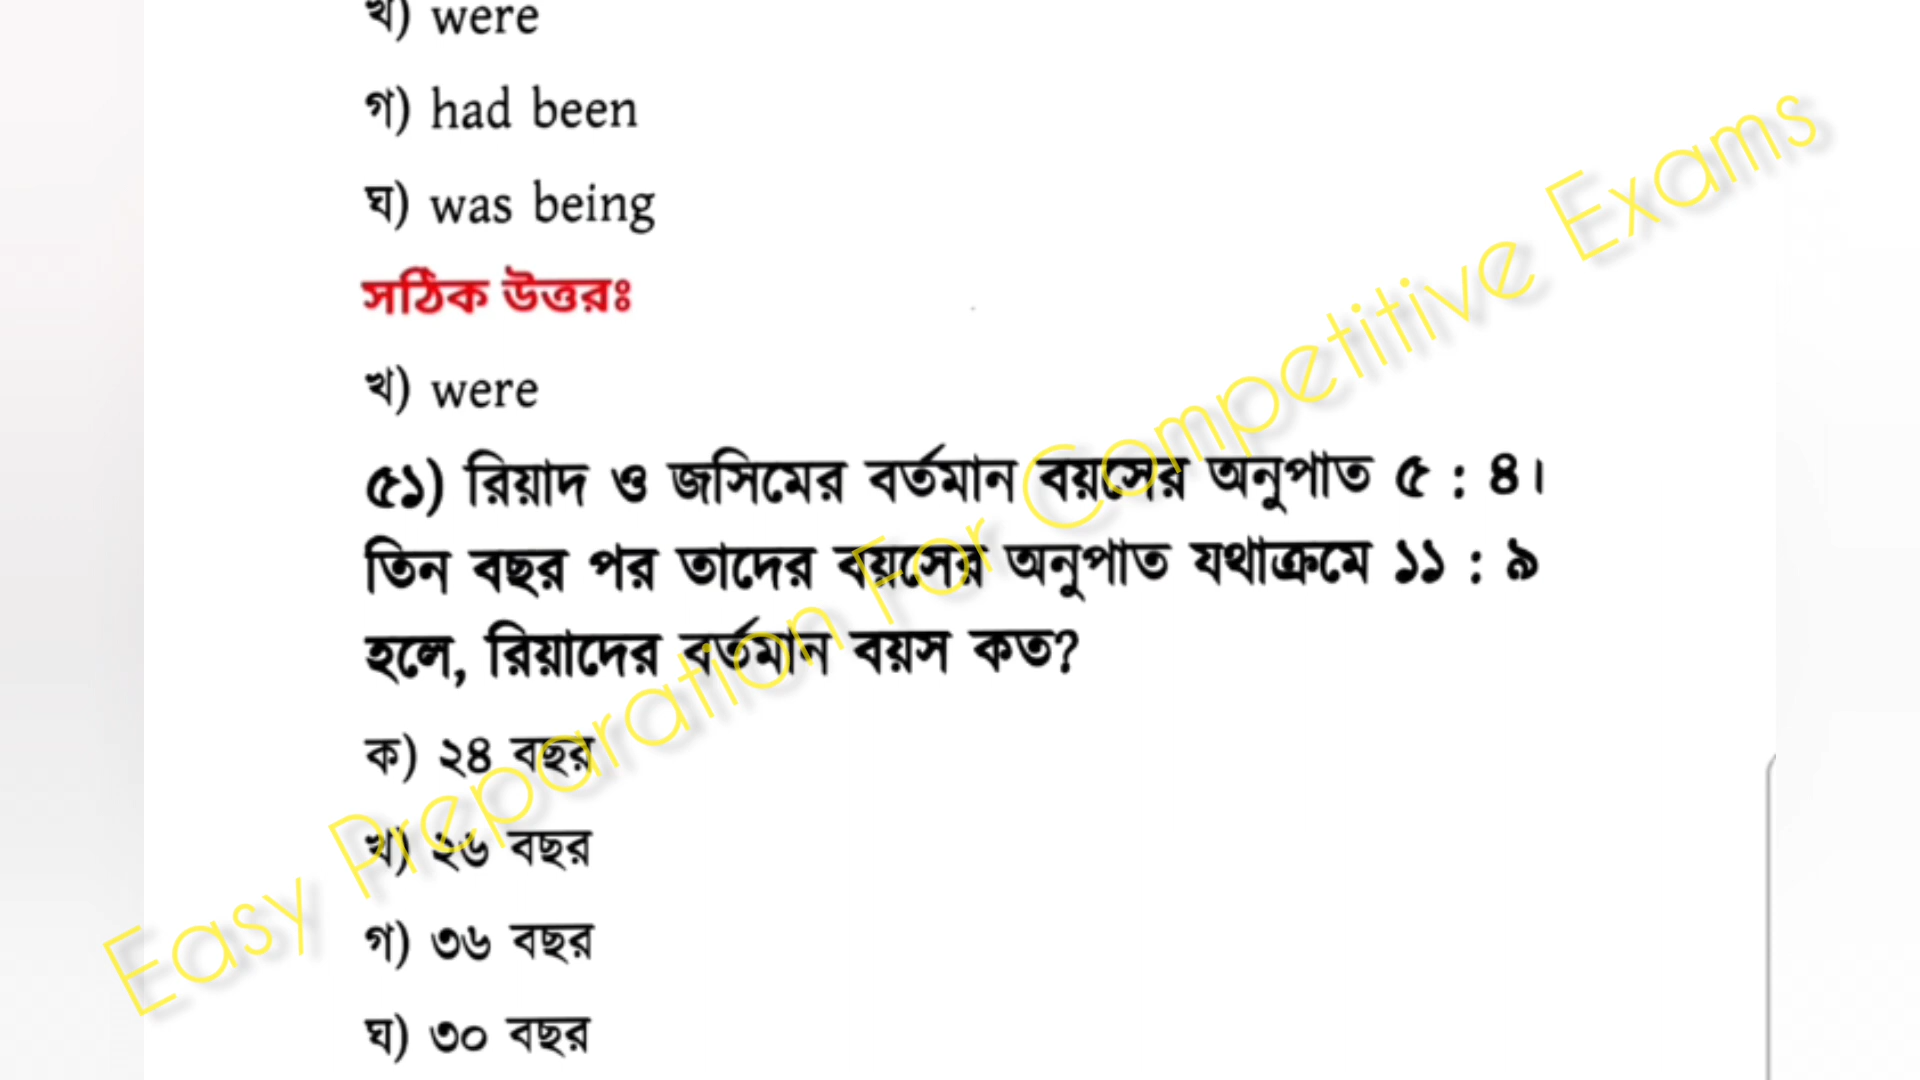 খ) were
গ) had been
ঘ) was being
সঠিক উত্তরঃ
খ) were
৫১) রিয়াদ ও জসিমের বর্তমান বয়সের অনুপাত ৫ : ৪।
তিন বছর পর তাদের বয়সের অনুপাত যথাক্রমে ১১ : ৯
হলে, রিয়াদের বর্তমান বয়স কত?
ক) ২৪ বছর
খ) ২৬ বছর
গ) ৩৬ বছর
ঘ) ৩০ বছর
Easy Preparation For Competitive Exams